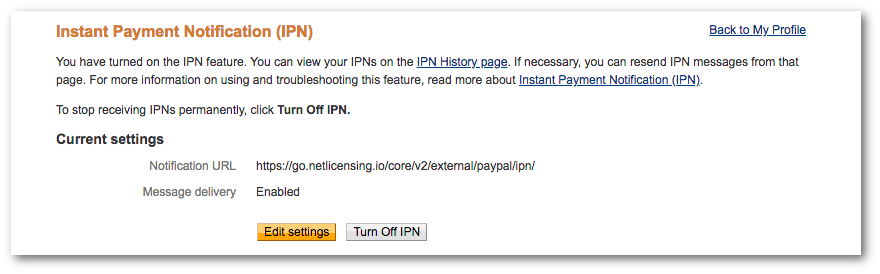 Instant Payment Notification (IPN)
Back to My Profile
You have turned on the IPN feature. You can view your IPNs on the IPN History page. If necessary, you can resend IPN messages from that
page. For more information on using and troubleshooting this feature, read more about Instant Payment Notification (IPN).
To stop receiving IPNs permanently, click Turn Off IPN.
Current settings
Notification URL https://go.netlicensing.io/core/v2/external/paypal/ipn/
Message delivery Enabled
Edit settings Turn Off IPN